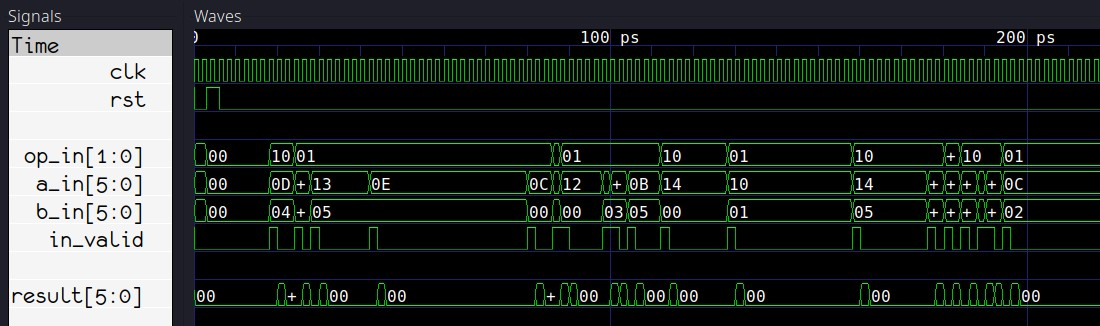 Signals Waves
Time 0 100 ps 200 ps
clk
rst
op_in[1:0] 00 10 01 01 10 01 10 + 10 01
a_in[5:0] 00 0D + 13 0E 0C 12 + 0B 14 10 14 + + + + 0C
b_in[5:0] 00 04 + 05 00 00 03 05 00 01 05 + + + + 02
in_valid
result[5:0] 00 + 00 00 + 00 00 00 00 00 00